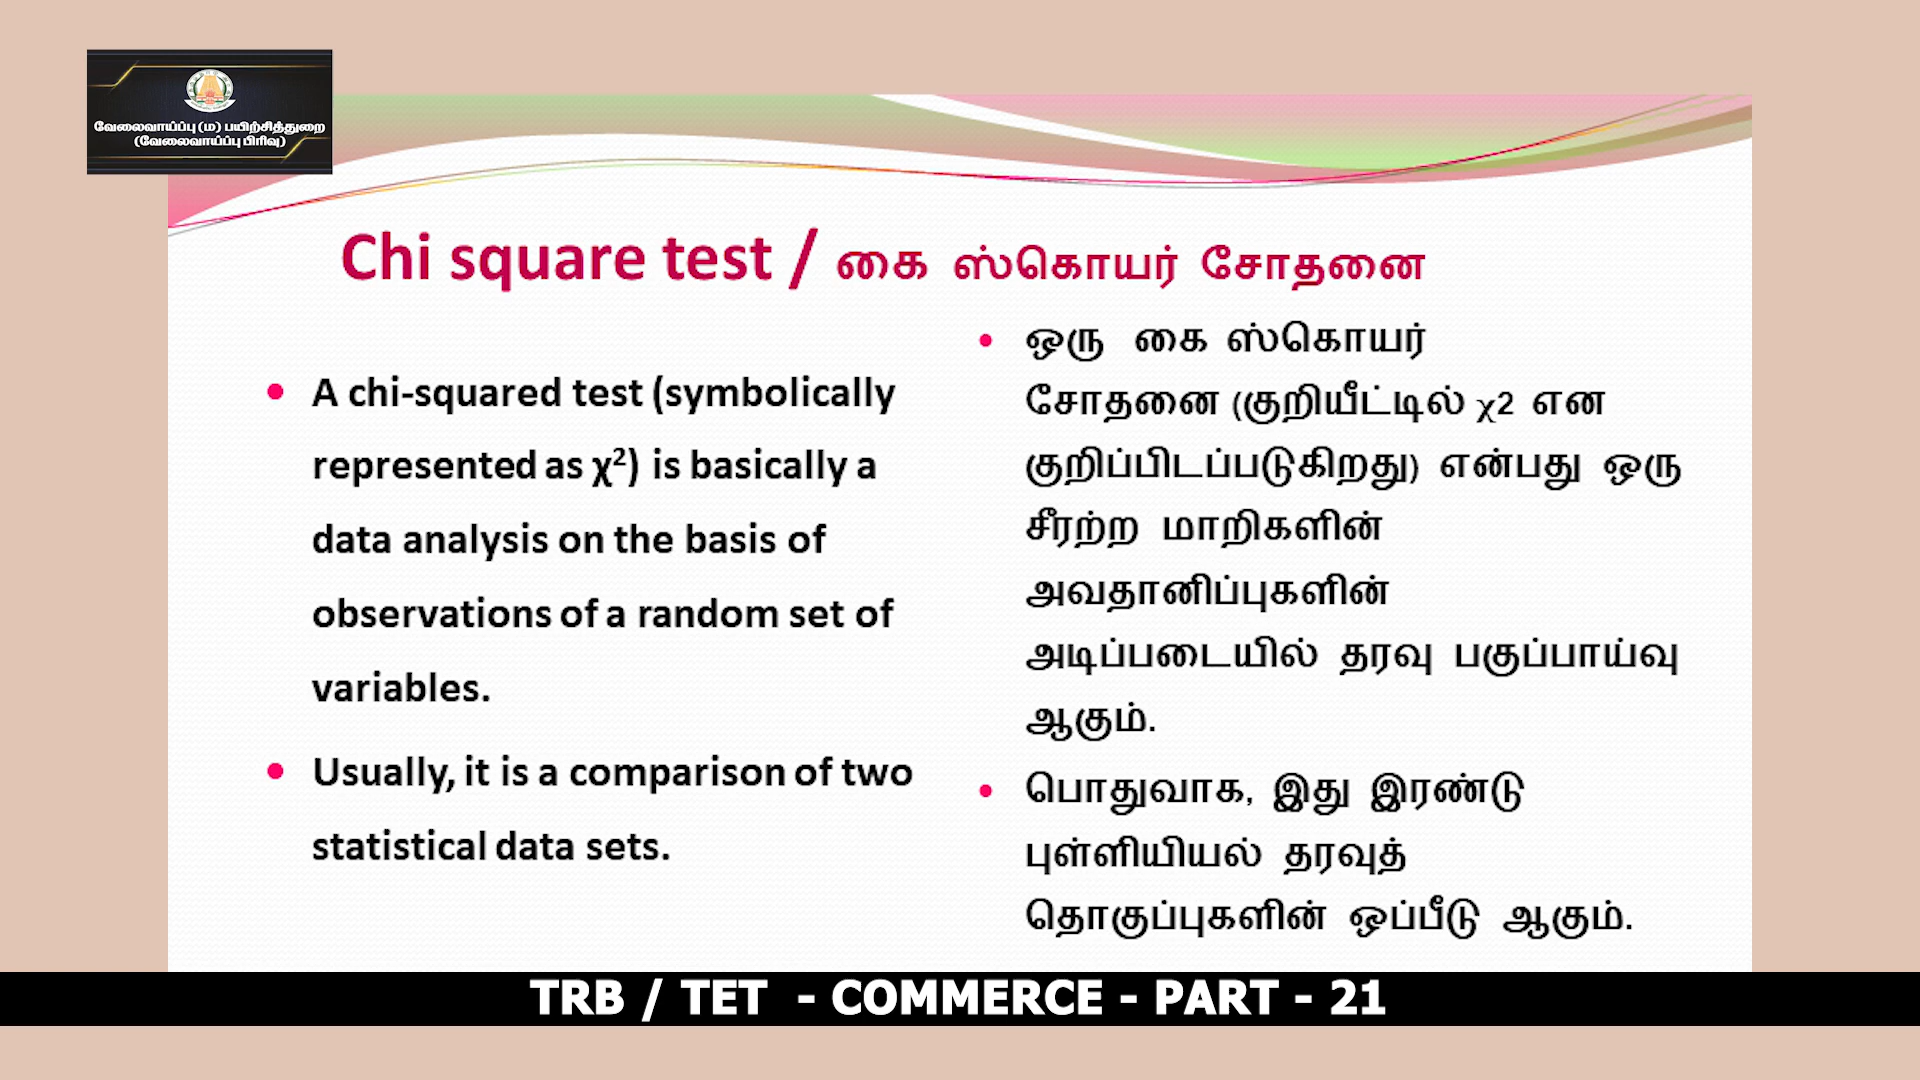 வேலைவாய்ப்பு (ம) பயிற்சித்துறை
(வேலைவாய்ப்பு பிரிவு)
Chi square test / கை ஸ்கொயர் சோதனை
• A chi-squared test (symbolically
represented as χ²) is basically a
data analysis on the basis of
observations of a random set of
variables.
• Usually, it is a comparison of two
statistical data sets.
• ஒரு கை ஸ்கொயர்
சோதனை (குறியீட்டில் χ2 என
குறிப்பிடப்படுகிறது) என்பது ஒரு
சீரற்ற மாறிகளின்
அவதானிப்புகளின்
அடிப்படையில் தரவு பகுப்பாய்வு
ஆகும்.
• பொதுவாக, இது இரண்டு
புள்ளியியல் தரவுத்
தொகுப்புகளின் ஒப்பீடு ஆகும்.
TRB / TET - COMMERCE - PART - 21